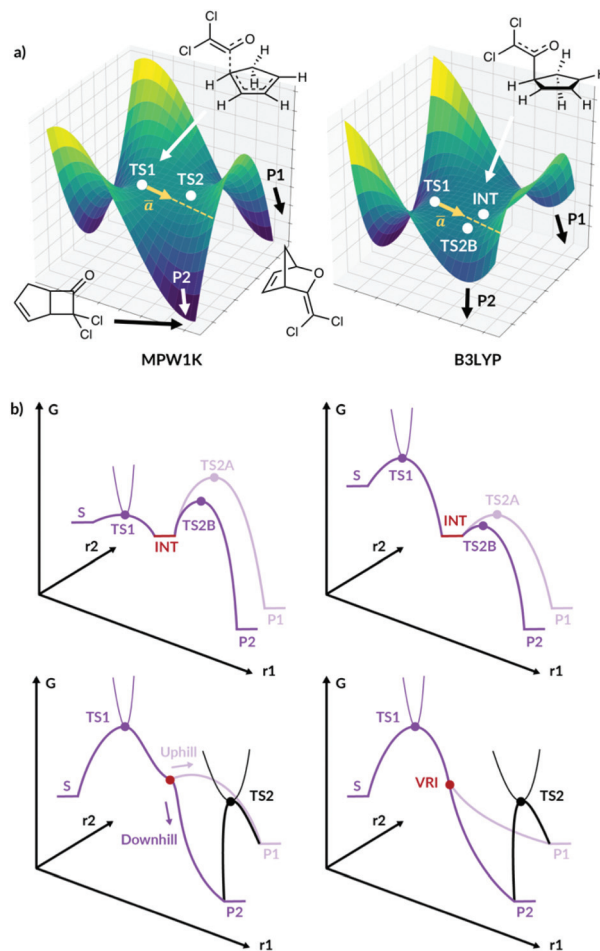 a)
Cl
Cl
O
H
H
H
H
H
H
TS1
TS2
a
P1
P2
O
Cl
Cl
O
Cl
Cl
MPW1K
Cl
Cl
O
H
H
H
H
H
H
TS1
INT
a
TS2B
P1
P2
B3LYP
b)
G
TS2A
S
TS1
TS2B
INT
r2
P1
P2
r1
G
TS1
S
INT
TS2A
TS2B
r2
P1
P2
r1
G
TS1
Uphill
S
TS2
r2
Downhill
P1
P2
r1
G
TS1
VRI
S
TS2
r2
P1
P2
r1